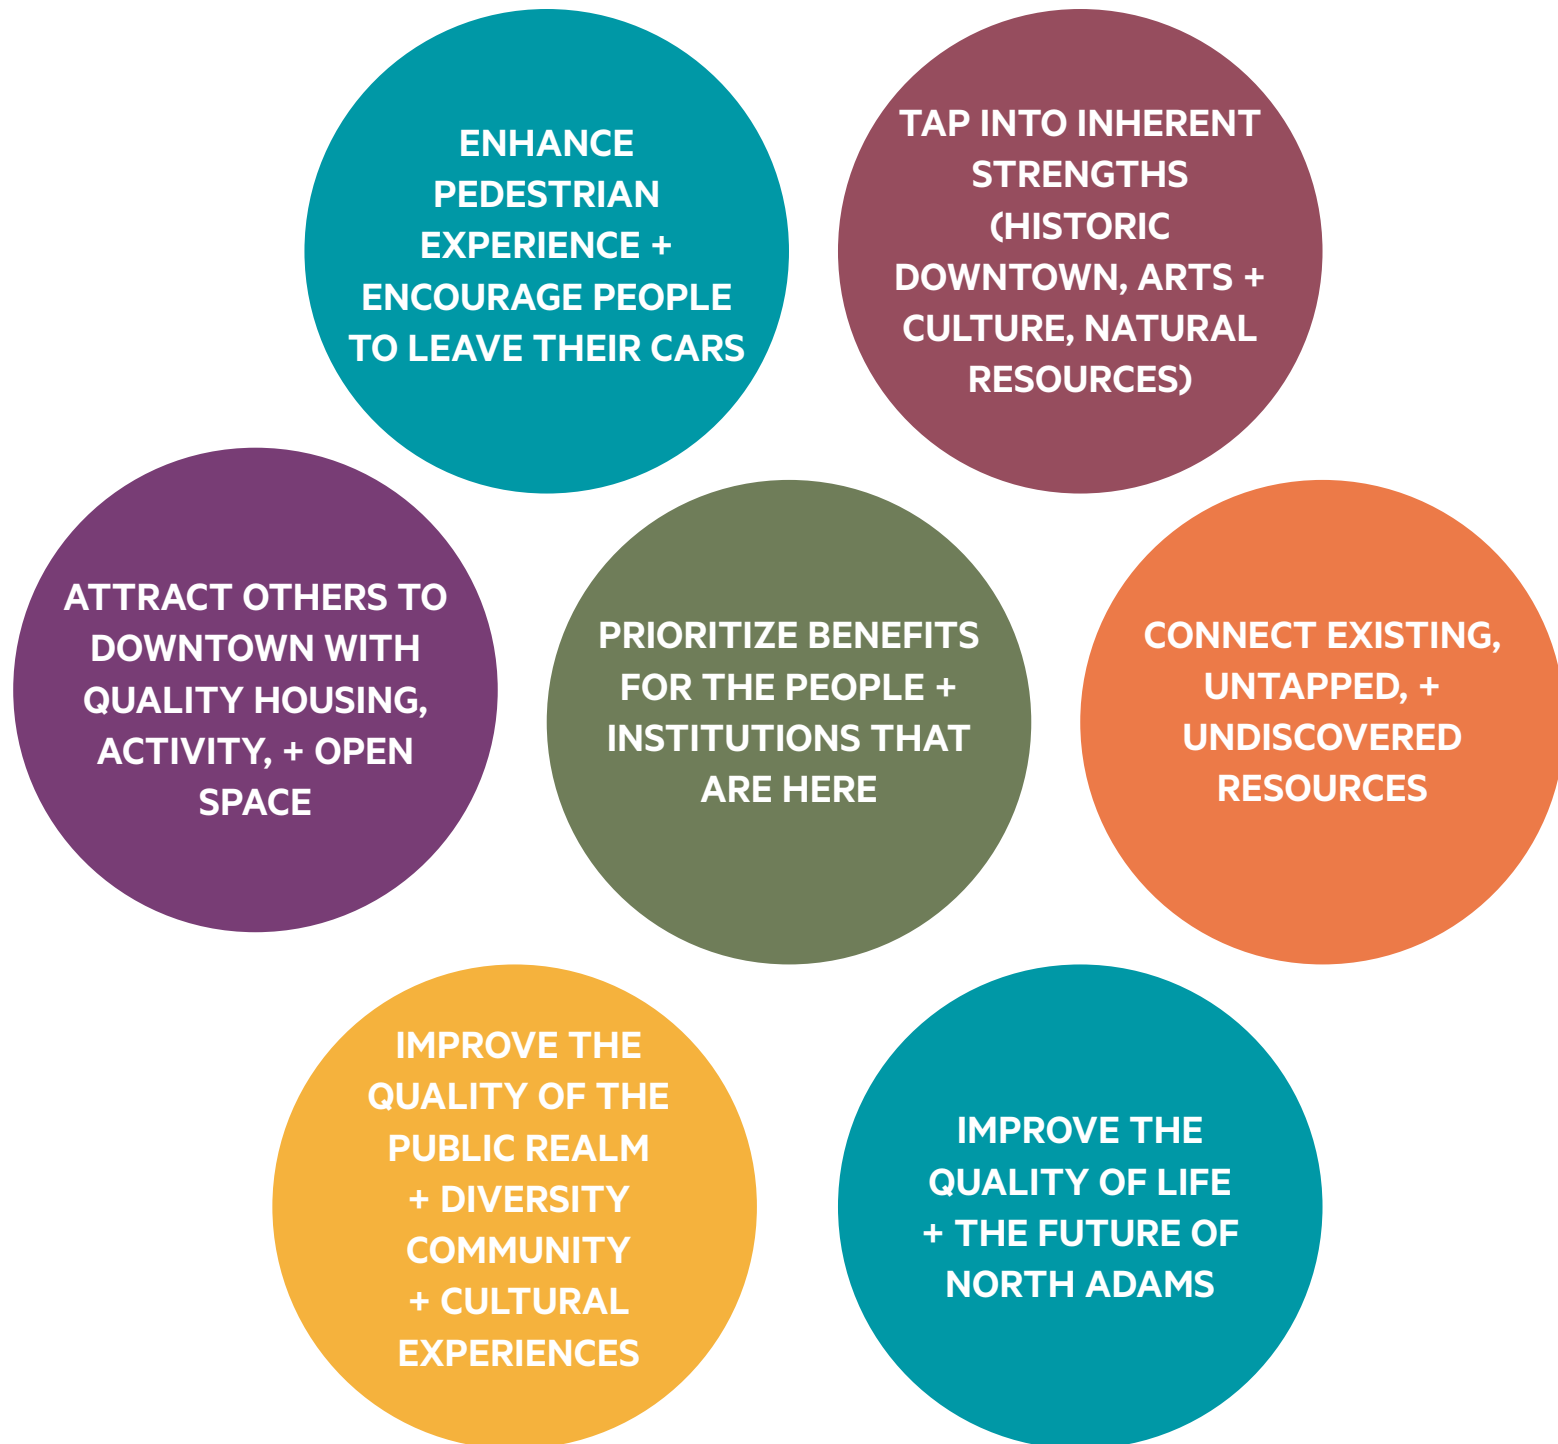 ENHANCE
PEDESTRIAN
EXPERIENCE +
ENCOURAGE PEOPLE
TO LEAVE THEIR CARS
TAP INTO INHERENT
STRENGTHS
(HISTORIC
DOWNTOWN, ARTS +
CULTURE, NATURAL
RESOURCES)
ATTRACT OTHERS TO
DOWNTOWN WITH
QUALITY HOUSING,
ACTIVITY, + OPEN
SPACE
PRIORITIZE BENEFITS
FOR THE PEOPLE +
INSTITUTIONS THAT
ARE HERE
CONNECT EXISTING,
UNTAPPED, +
UNDISCOVERED
RESOURCES
IMPROVE THE
QUALITY OF THE
PUBLIC REALM
+ DIVERSITY
COMMUNITY
+ CULTURAL
EXPERIENCES
IMPROVE THE
QUALITY OF LIFE
+ THE FUTURE OF
NORTH ADAMS